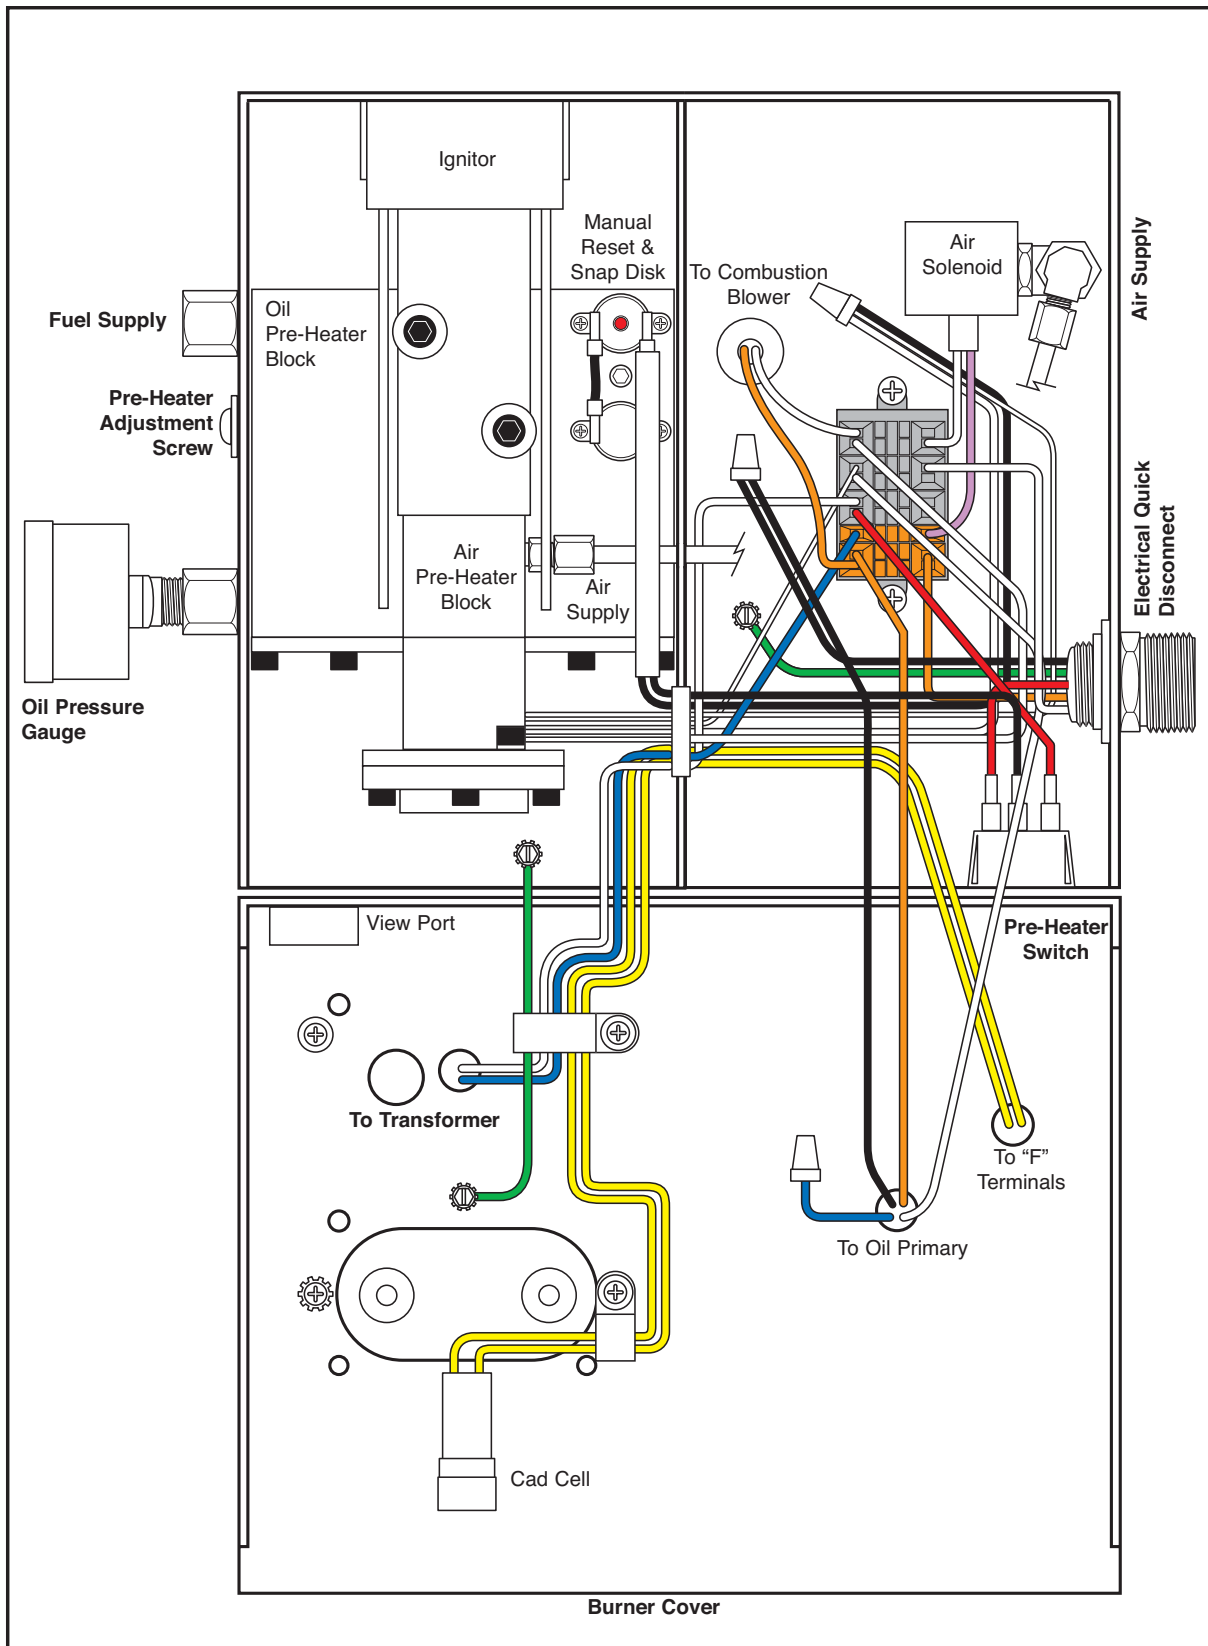 Ignitor
Manual
Reset &
Snap Disk
To Combustion
Blower
Air
Solenoid
Air Supply
Fuel Supply
Oil
Pre-Heater
Block
Pre-Heater
Adjustment
Screw
Electrical Quick
Disconnect
Air
Pre-Heater
Block
Air
Supply
Oil Pressure
Gauge
View Port
Pre-Heater
Switch
To Transformer
To “F”
Terminals
To Oil Primary
Cad Cell
Burner Cover